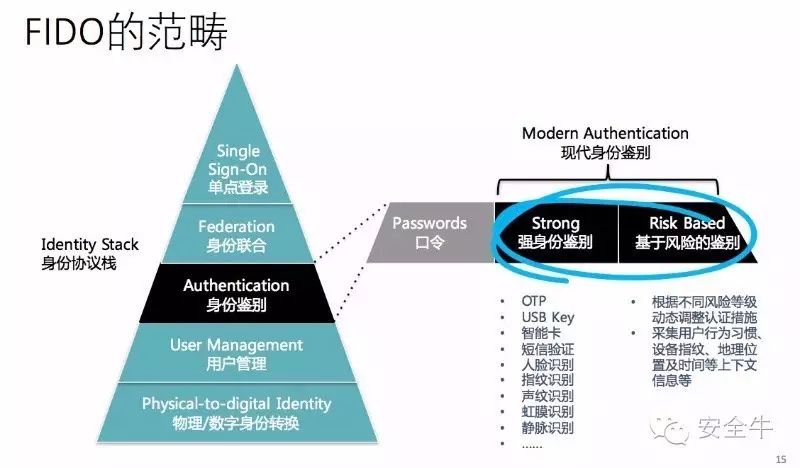 FIDO的范畴
Single
Sign-On
单点登录
Federation
身份联合
Identity Stack
身份协议栈
Authentication
身份鉴别
User Management
用户管理
Physical-to-digital Identity
物理/数字身份转换
Modern Authentication
现代身份鉴别
Passwords
口令
Strong
强身份鉴别
Risk Based
基于风险的鉴别
• OTP
• USB Key
• 智能卡
• 短信验证
• 人脸识别
• 指纹识别
• 声纹识别
• 虹膜识别
• 静脉识别
• ……
• 根据不同风险等级
动态调整认证措施
• 采集用户行为习惯、
设备指纹、地理位
置及时间等上下文
信息等
安全牛
15